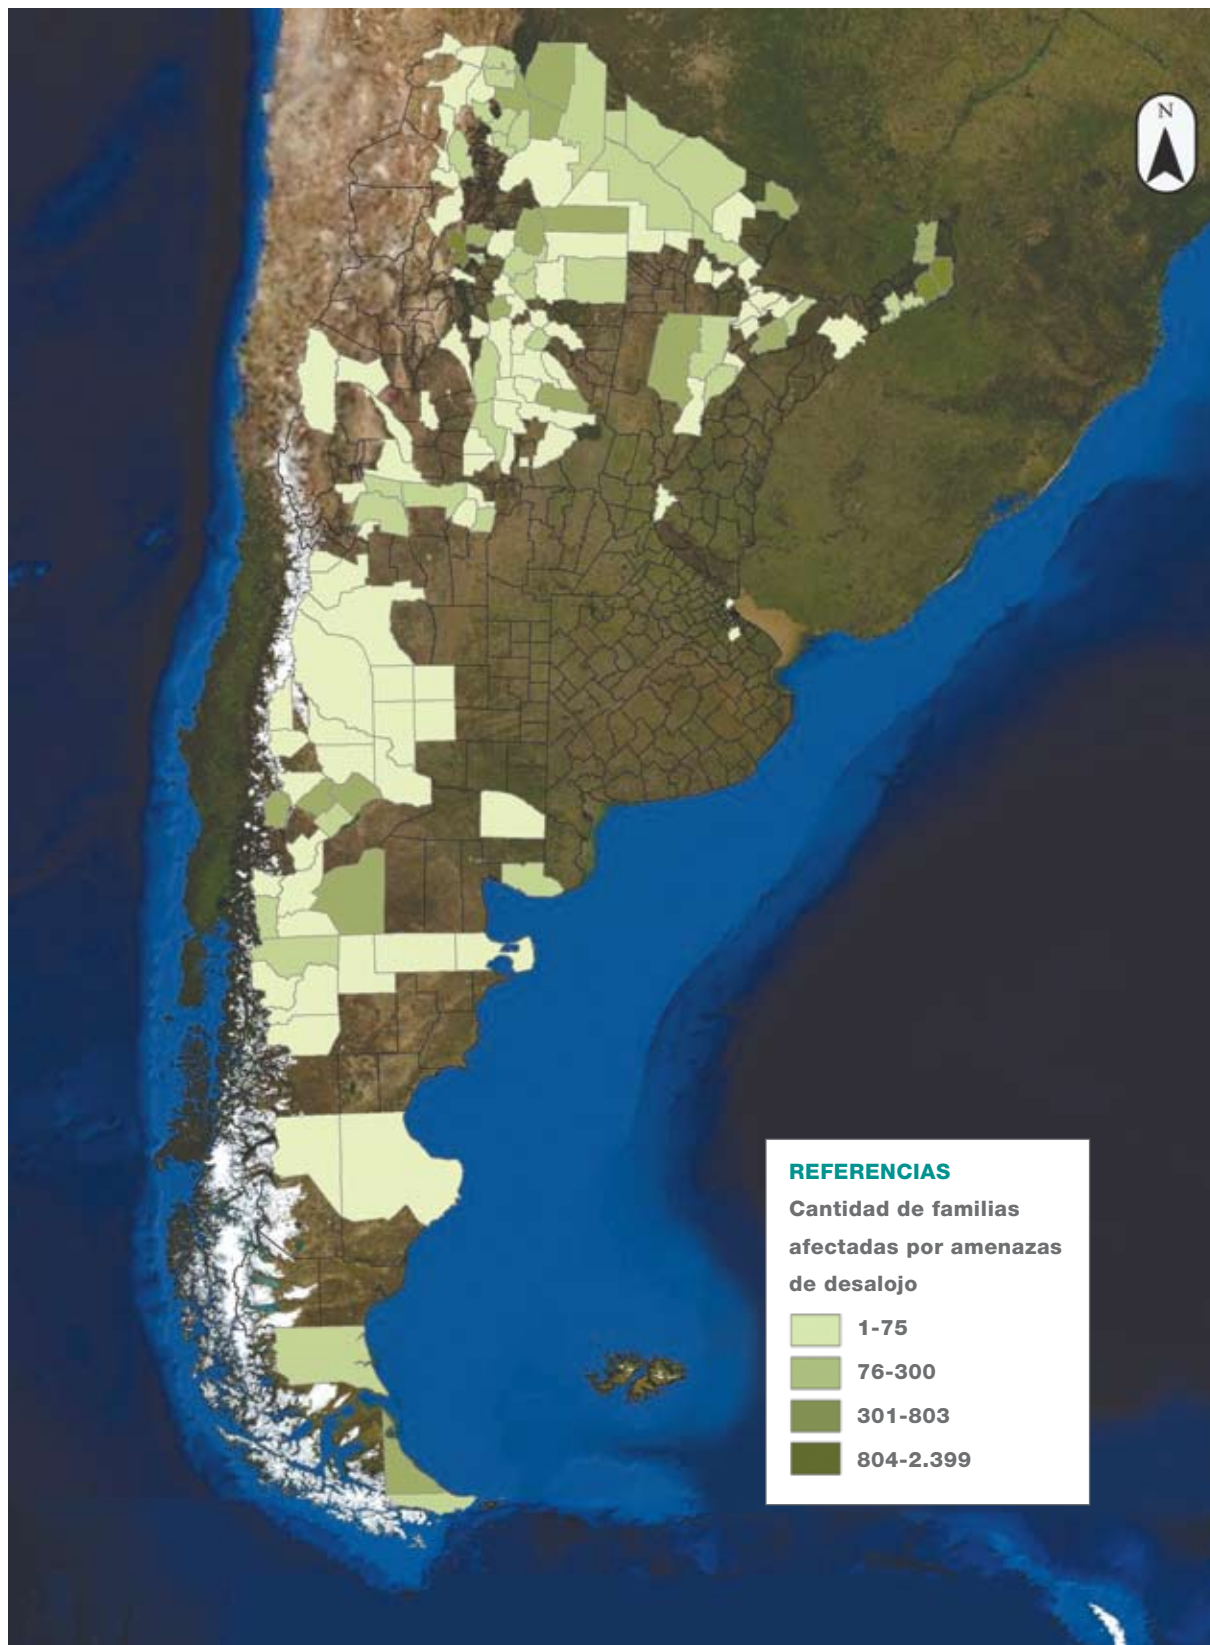 N
REFERENCIAS
Cantidad de familias
afectadas por amenazas
de desalojo
1-75
76-300
301-803
804-2.399